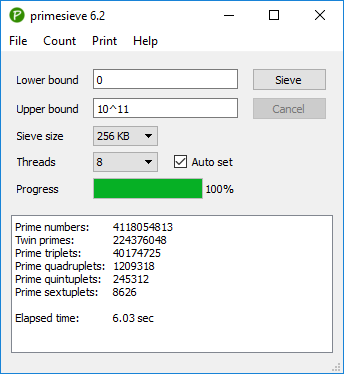 primesieve 6.2
File Count Print Help
Lower bound 0 Sieve
Upper bound 10^11 Cancel
Sieve size 256 KB
Threads 8 Auto set
Progress 100%
Prime numbers: 4118054813
Twin primes: 224376048
Prime triplets: 40174725
Prime quadruplets: 1209318
Prime quintuplets: 245312
Prime sextuplets: 8626
Elapsed time: 6.03 sec